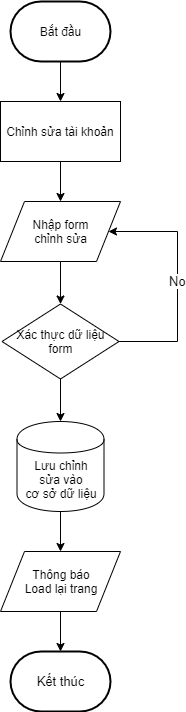 Bắt đầu
Chỉnh sửa tài khoản
Nhập form
chỉnh sửa
No
Xác thực dữ liệu
form
Lưu chỉnh
sửa vào
cơ sở dữ liệu
Thông báo
Load lại trang
Kết thúc